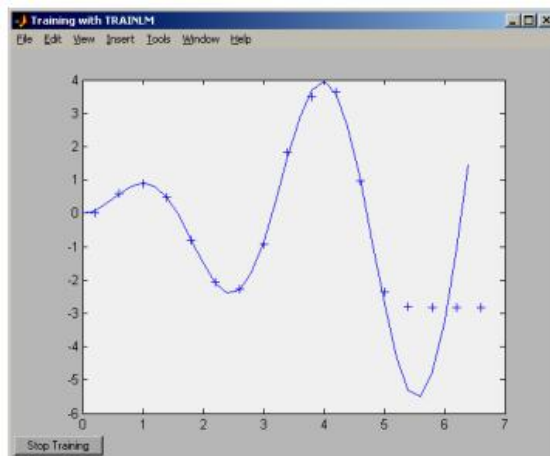 Training with TRAINLM
File Edit View Insert Tools Window Help
4
3
2
1
0
-1
-2
-3
-4
-5
-6
0 1 2 3 4 5 6 7
Stop Training